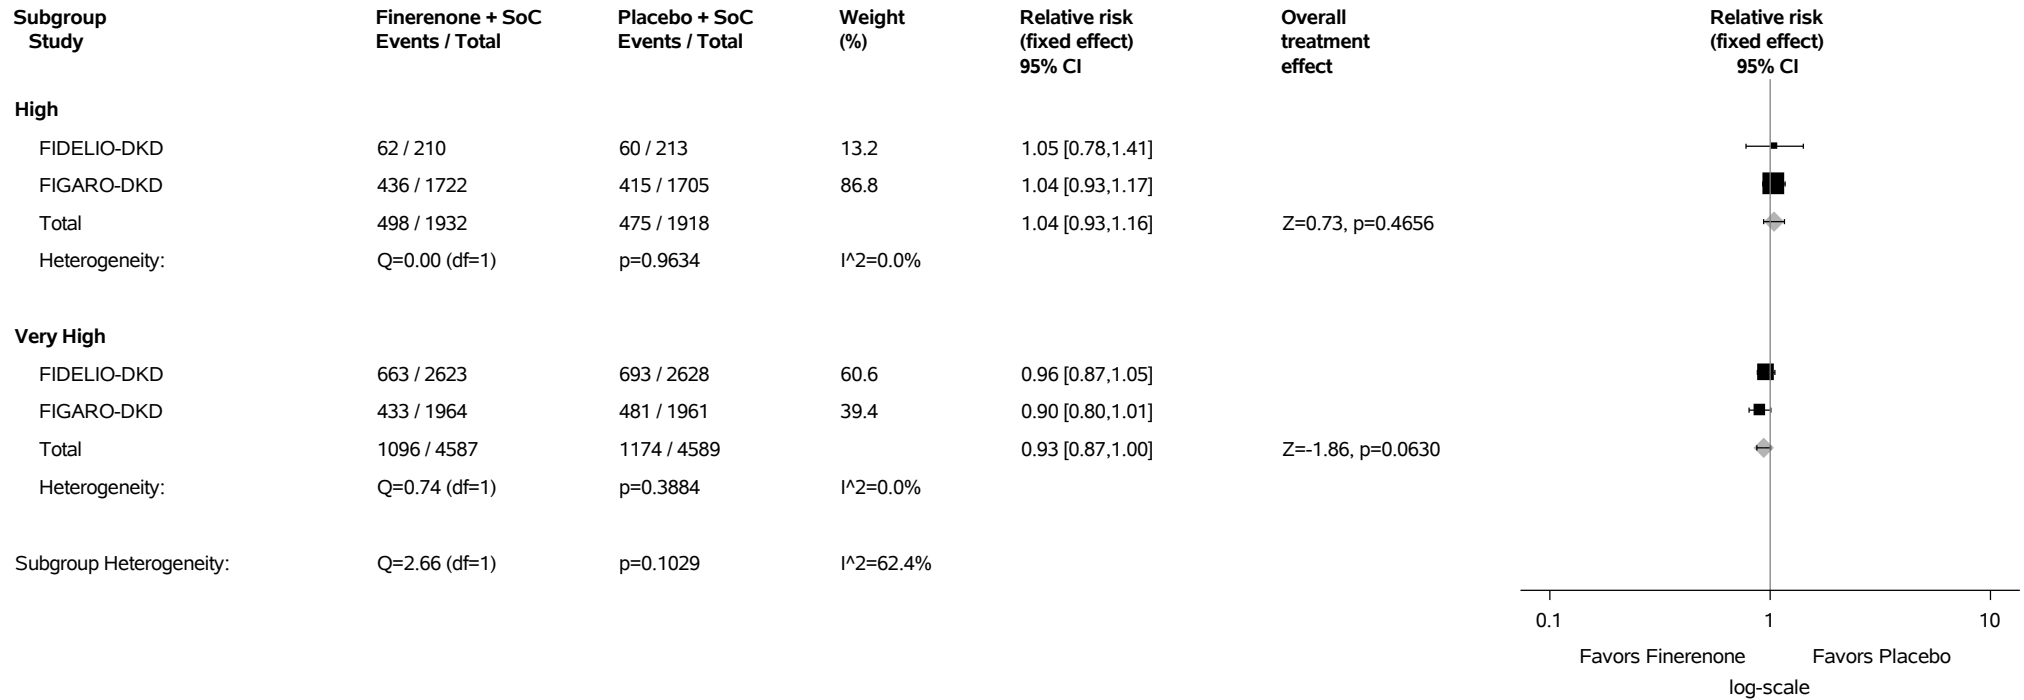 Subgroup Finerenone + SoC Placebo + SoC Weight Relative risk Overall Relative risk
Study Events / Total Events / Total (%) (fixed effect) treatment (fixed effect)
95% CI effect 95% CI
High
FIDELIO-DKD 62 / 210 60 / 213 13.2 1.05 [0.78,1.41]
FIGARO-DKD 436 / 1722 415 / 1705 86.8 1.04 [0.93,1.17]
Total 498 / 1932 475 / 1918 1.04 [0.93,1.16] Z=0.73, p=0.4656
Heterogeneity: Q=0.00 (df=1) p=0.9634 I^2=0.0%
Very High
FIDELIO-DKD 663 / 2623 693 / 2628 60.6 0.96 [0.87,1.05]
FIGARO-DKD 433 / 1964 481 / 1961 39.4 0.90 [0.80,1.01]
Total 1096 / 4587 1174 / 4589 0.93 [0.87,1.00] Z=-1.86, p=0.0630
Heterogeneity: Q=0.74 (df=1) p=0.3884 I^2=0.0%
Subgroup Heterogeneity: Q=2.66 (df=1) p=0.1029 I^2=62.4%
0.1 1 10
Favors Finerenone Favors Placebo
log-scale